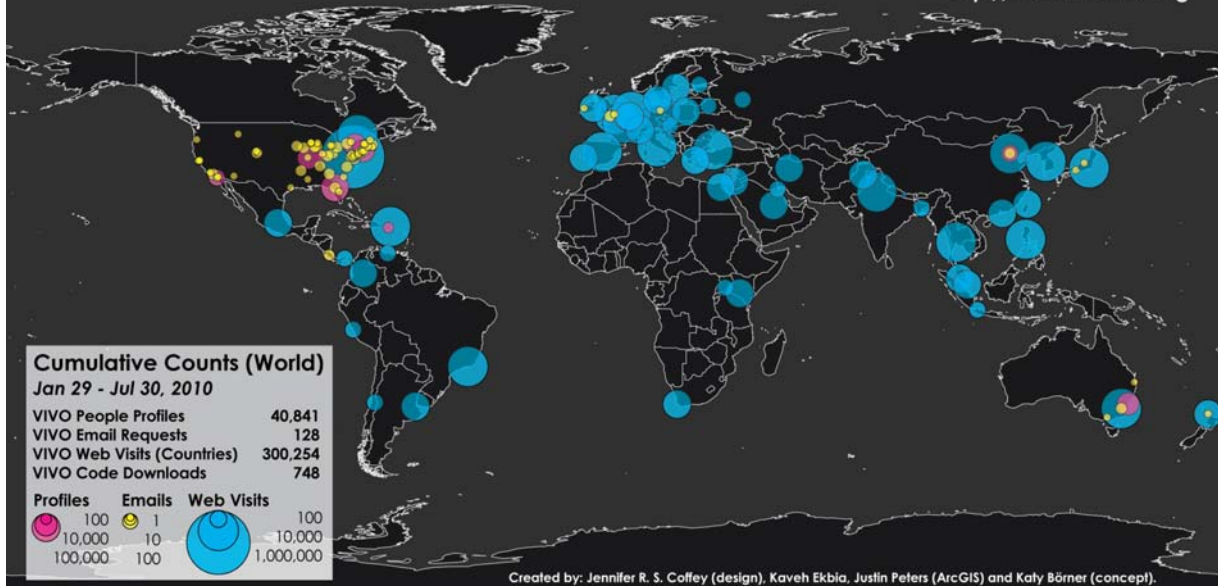 Cumulative Counts (World)
Jan 29 - Jul 30, 2010
VIVO People Profiles 40,841
VIVO Email Requests 128
VIVO Web Visits (Countries) 300,254
VIVO Code Downloads 748
Profiles Emails Web Visits
100 1 100
10,000 10 10,000
100,000 100 1,000,000
Created by: Jennifer R. S. Coffey (design), Kaveh Ekbia, Justin Peters (ArcGIS) and Katy Börner (concept)